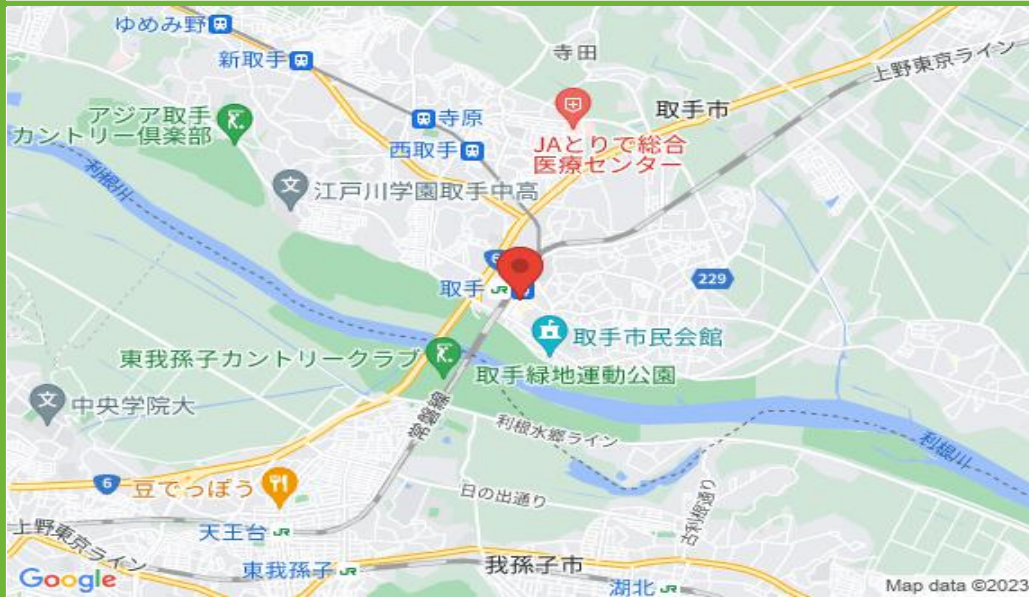 ゆめみ野
新取手
寺田
上野東京ライン
アジア取手
カントリー倶楽部
寺原
取手市
西取手
JAとりで総合
医療センター
利根川
江戸川学園取手中高
6
取手 JR
229
取手市民会館
東我孫子カントリークラブ
取手緑地運動公園
中央学院大
常磐線
利根水郷ライン
利根川
6
豆でっぽう
日の出通り
古利根通り
天王台 JR
上野東京ライン
東我孫子 JR
我孫子市
湖北 JR
Google
Map data ©2023